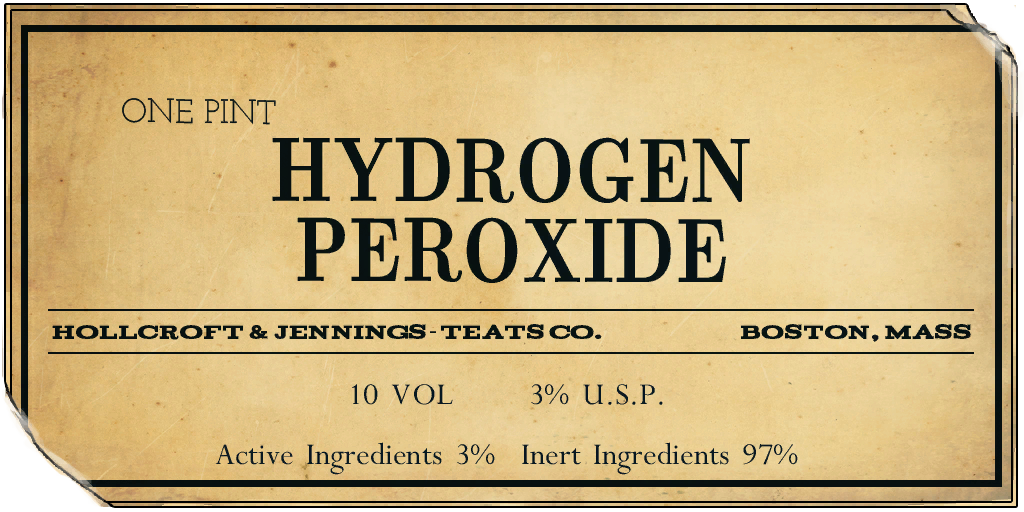 ONE PINT
HYDROGEN
PEROXIDE
HOLLCROFT & JENNINGS-TEATS CO. BOSTON, MASS
10 VOL 3% U.S.P.
Active Ingredients 3% Inert Ingredients 97%